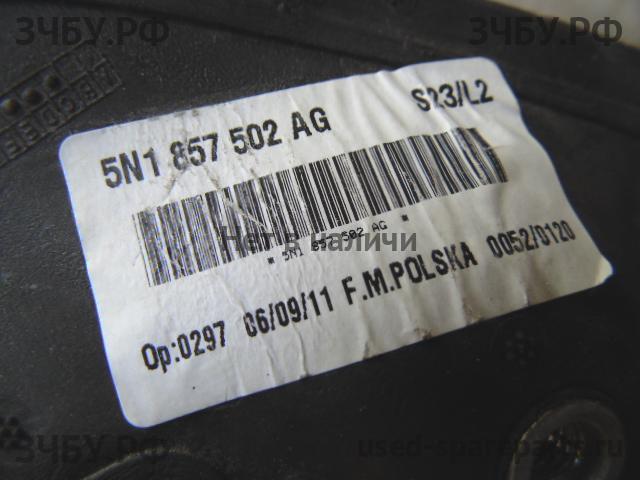 ЗЧБУ.РФ
ЗЧБУ.РФ
5N1 857 502 AG S23/L2
* 5N1 857 502 AG *
Нет в наличи
Op:0297 06/09/11 F.M.POLSKA 0052/0120
ЗЧБУ.РФ
used-spareparts.ru